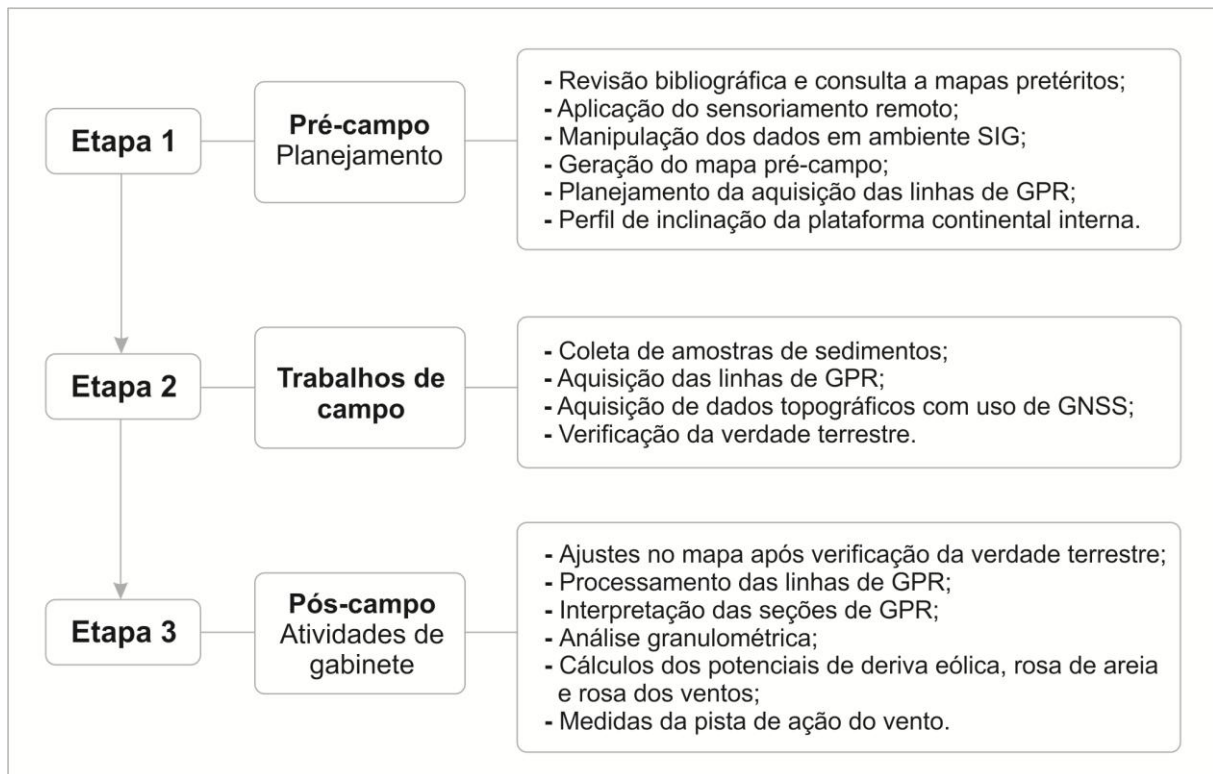 Etapa 1
Pré-campo
Planejamento
- Revisão bibliográfica e consulta a mapas pretéritos;
- Aplicação do sensoriamento remoto;
- Manipulação dos dados em ambiente SIG;
- Geração do mapa pré-campo;
- Planejamento da aquisição das linhas de GPR;
- Perfil de inclinação da plataforma continental interna.
Etapa 2
Trabalhos de
campo
- Coleta de amostras de sedimentos;
- Aquisição das linhas de GPR;
- Aquisição de dados topográficos com uso de GNSS;
- Verificação da verdade terrestre.
Etapa 3
Pós-campo
Atividades de
gabinete
- Ajustes no mapa após verificação da verdade terrestre;
- Processamento das linhas de GPR;
- Interpretação das seções de GPR;
- Análise granulométrica;
- Cálculos dos potenciais de deriva eólica, rosa de areia
e rosa dos ventos;
- Medidas da pista de ação do vento.